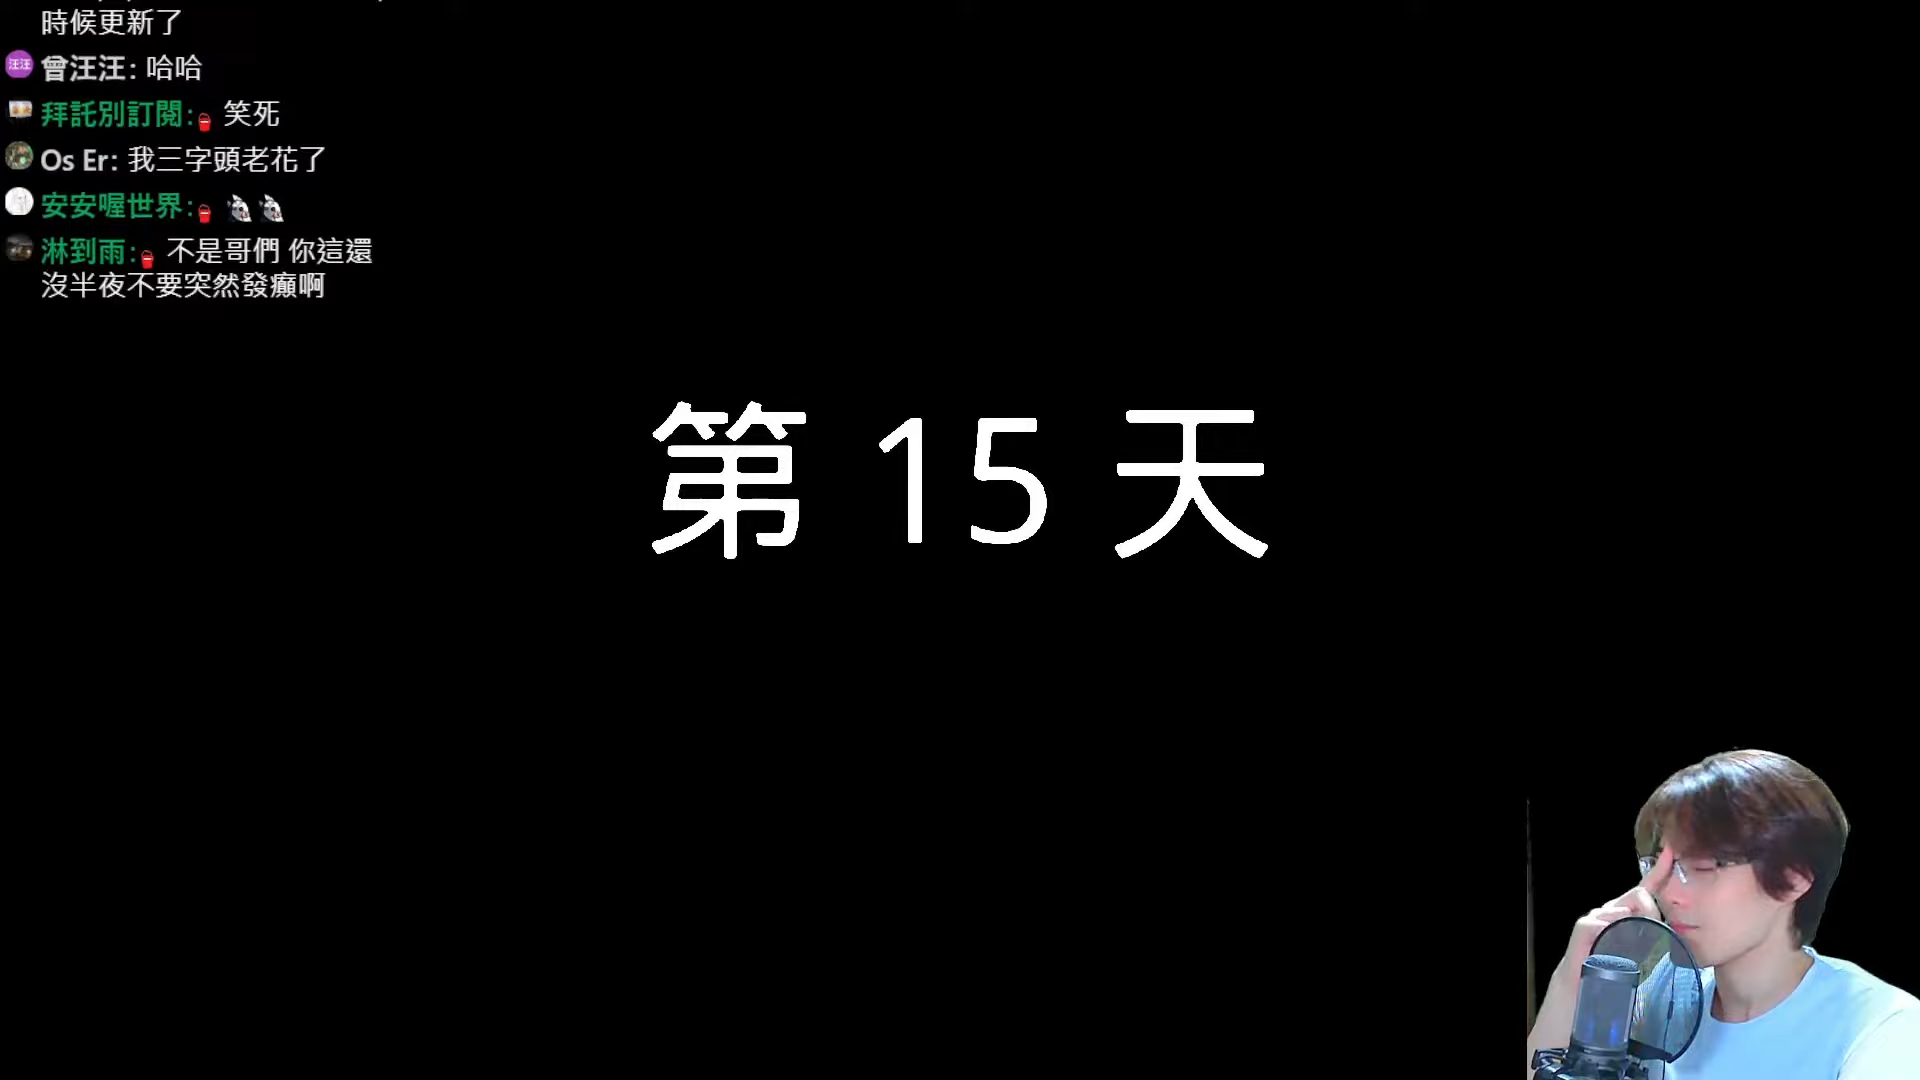 時候更新了
汪汪 曾汪汪: 哈哈
拜託別訂閱: 笑死
Os Er: 我三字頭老花了
安安喔世界:
淋到雨: 不是哥們 你這還
沒半夜不要突然發癲啊
第 15 天